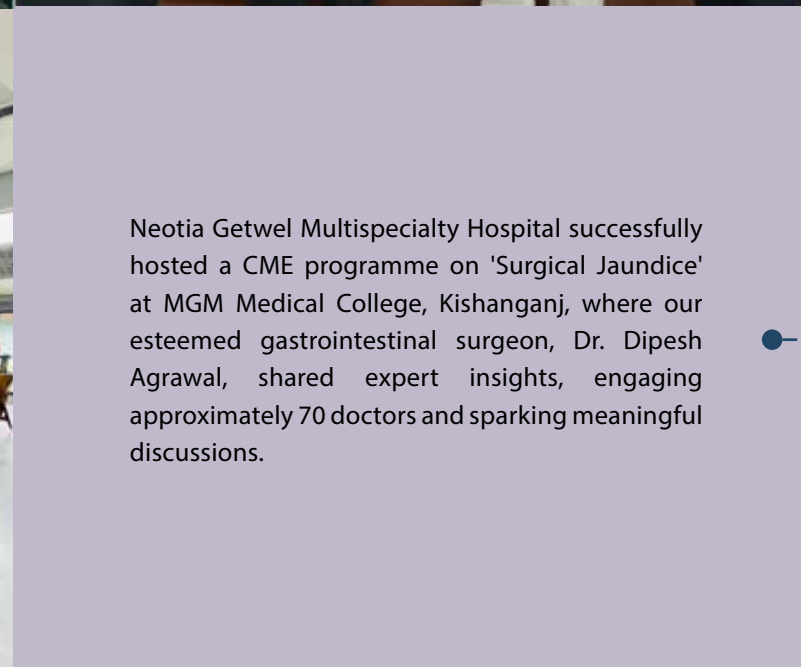 Neotia Getwel Multispecialty Hospital successfully
hosted a CME programme on 'Surgical Jaundice'
at MGM Medical College, Kishanganj, where our
esteemed gastrointestinal surgeon, Dr. Dipesh
Agrawal, shared expert insights, engaging
approximately 70 doctors and sparking meaningful
discussions.